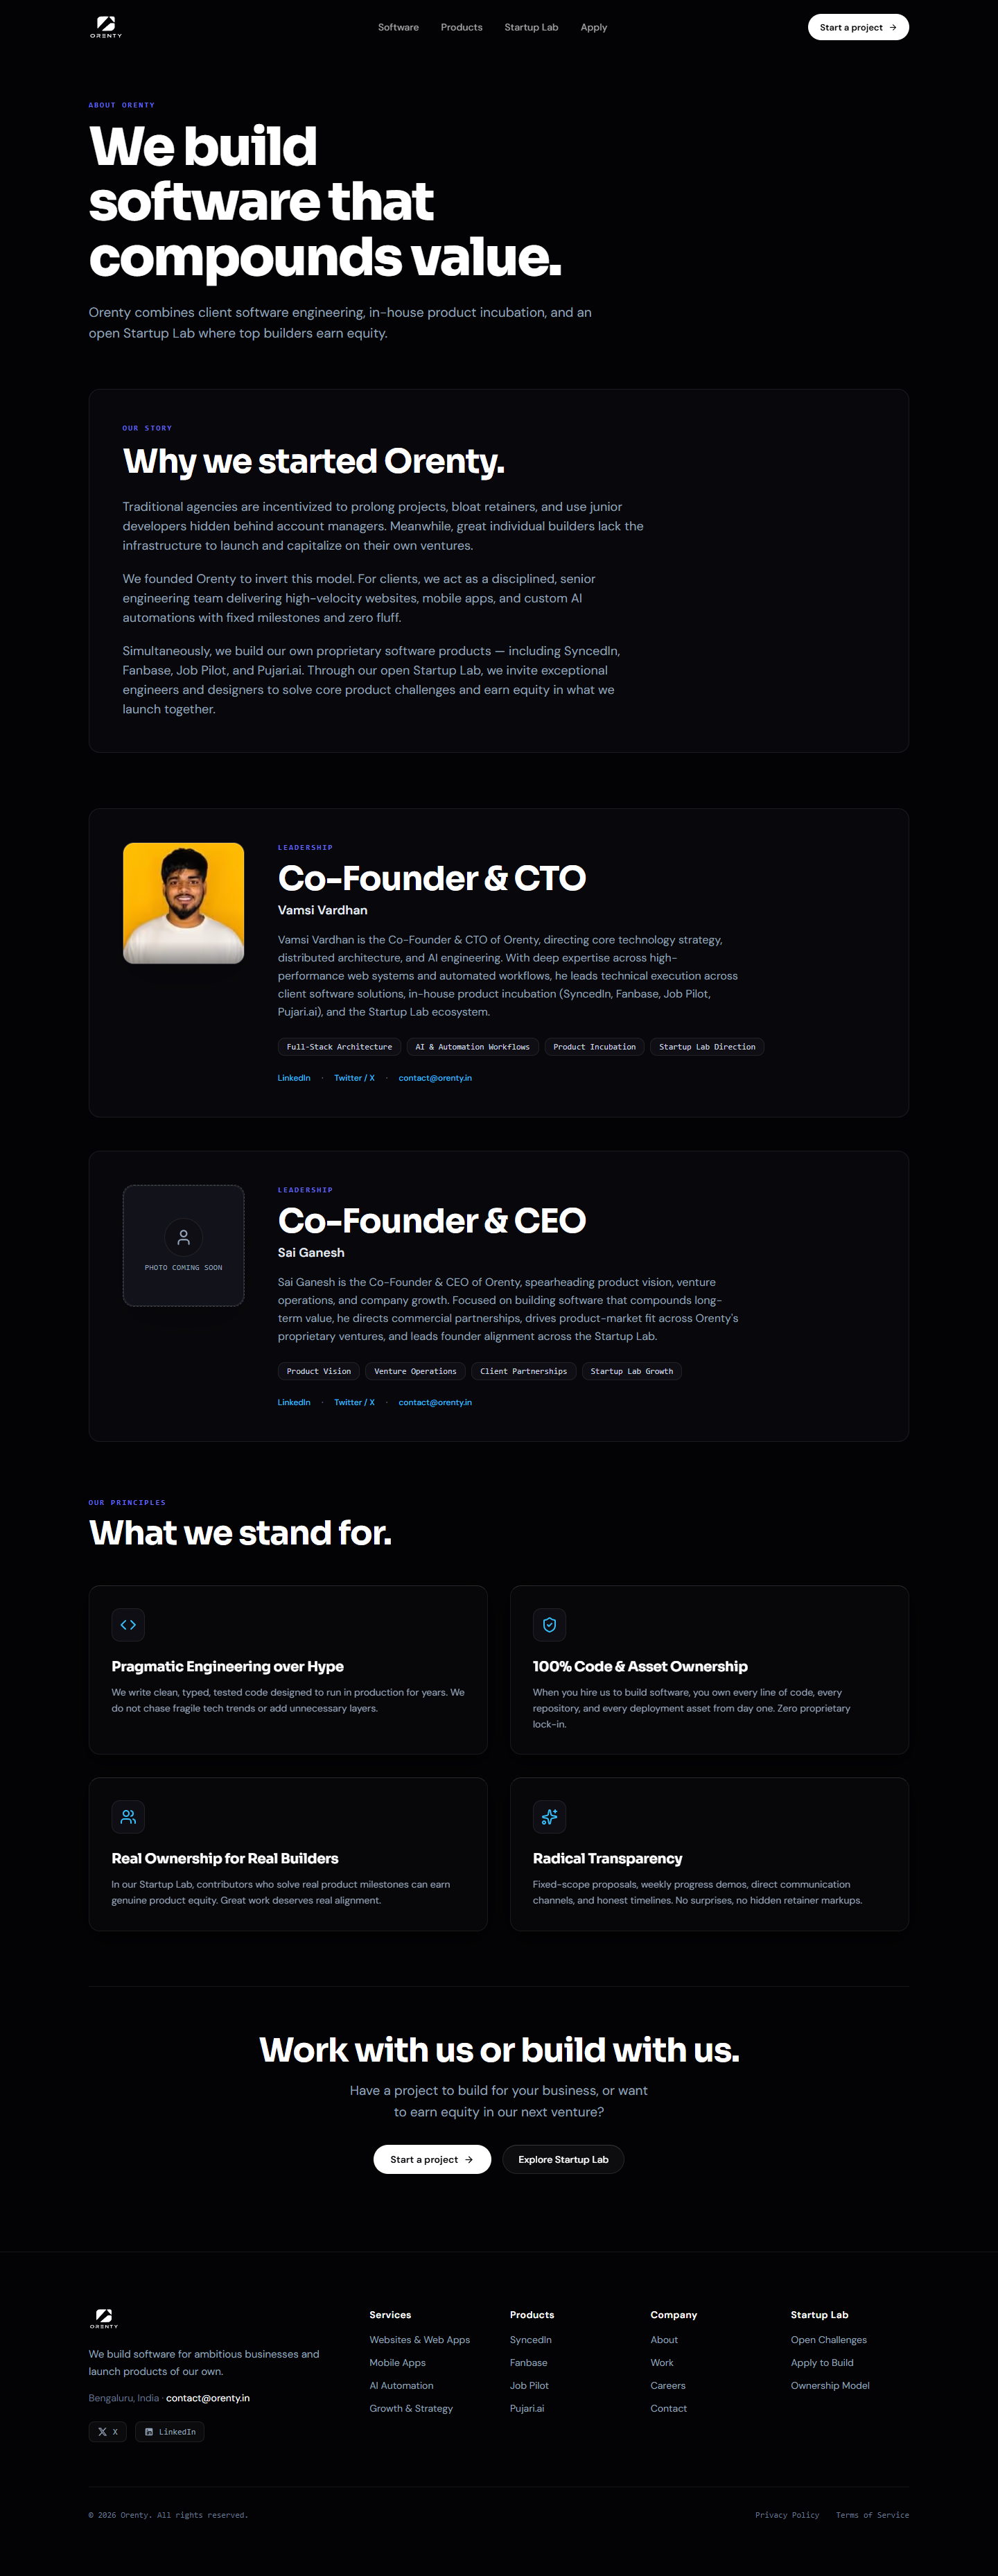 ORENTY
Software
Products
Startup Lab
Apply
Start a project →
ABOUT ORENTY
We build
software that
compounds value.
Orenty combines client software engineering, in-house product incubation, and an
open Startup Lab where top builders earn equity.
OUR STORY
Why we started Orenty.
Traditional agencies are incentivized to prolong projects, bloat retainers, and use junior
developers hidden behind account managers. Meanwhile, great individual builders lack the
infrastructure to launch and capitalize on their own ventures.
We founded Orenty to invert this model. For clients, we act as a disciplined, senior
engineering team delivering high-velocity websites, mobile apps, and custom AI
automations with fixed milestones and zero fluff.
Simultaneously, we build our own proprietary software products — including SyncedIn,
Fanbase, Job Pilot, and Pujari.ai. Through our open Startup Lab, we invite exceptional
engineers and designers to solve core product challenges and earn equity in what we
launch together.
LEADERSHIP
Co-Founder & CTO
Vamsi Vardhan
Vamsi Vardhan is the Co-Founder & CTO of Orenty, directing core technology strategy,
distributed architecture, and AI engineering. With deep expertise across high-
performance web systems and automated workflows, he leads technical execution across
client software solutions, in-house product incubation (SyncedIn, Fanbase, Job Pilot,
Pujari.ai), and the Startup Lab ecosystem.
Full-Stack Architecture
AI & Automation Workflows
Product Incubation
Startup Lab Direction
LinkedIn · Twitter / X · contact@orenty.in
LEADERSHIP
Co-Founder & CEO
Sai Ganesh
PHOTO COMING SOON
Sai Ganesh is the Co-Founder & CEO of Orenty, spearheading product vision, venture
operations, and company growth. Focused on building software that compounds long-
term value, he directs commercial partnerships, drives product-market fit across Orenty's
proprietary ventures, and leads founder alignment across the Startup Lab.
Product Vision
Venture Operations
Client Partnerships
Startup Lab Growth
LinkedIn · Twitter / X · contact@orenty.in
OUR PRINCIPLES
What we stand for.
Pragmatic Engineering over Hype
We write clean, typed, tested code designed to run in production for years. We
do not chase fragile tech trends or add unnecessary layers.
100% Code & Asset Ownership
When you hire us to build software, you own every line of code, every
repository, and every deployment asset from day one. Zero proprietary
lock-in.
Real Ownership for Real Builders
In our Startup Lab, contributors who solve real product milestones can earn
genuine product equity. Great work deserves real alignment.
Radical Transparency
Fixed-scope proposals, weekly progress demos, direct communication
channels, and honest timelines. No surprises, no hidden retainer markups.
Work with us or build with us.
Have a project to build for your business, or want
to earn equity in our next venture?
Start a project →
Explore Startup Lab
ORENTY
We build software for ambitious businesses and
launch products of our own.
Bengaluru, India · contact@orenty.in
X
LinkedIn
Services
Websites & Web Apps
Mobile Apps
AI Automation
Growth & Strategy
Products
SyncedIn
Fanbase
Job Pilot
Pujari.ai
Company
About
Work
Careers
Contact
Startup Lab
Open Challenges
Apply to Build
Ownership Model
© 2026 Orenty. All rights reserved.
Privacy Policy
Terms of Service